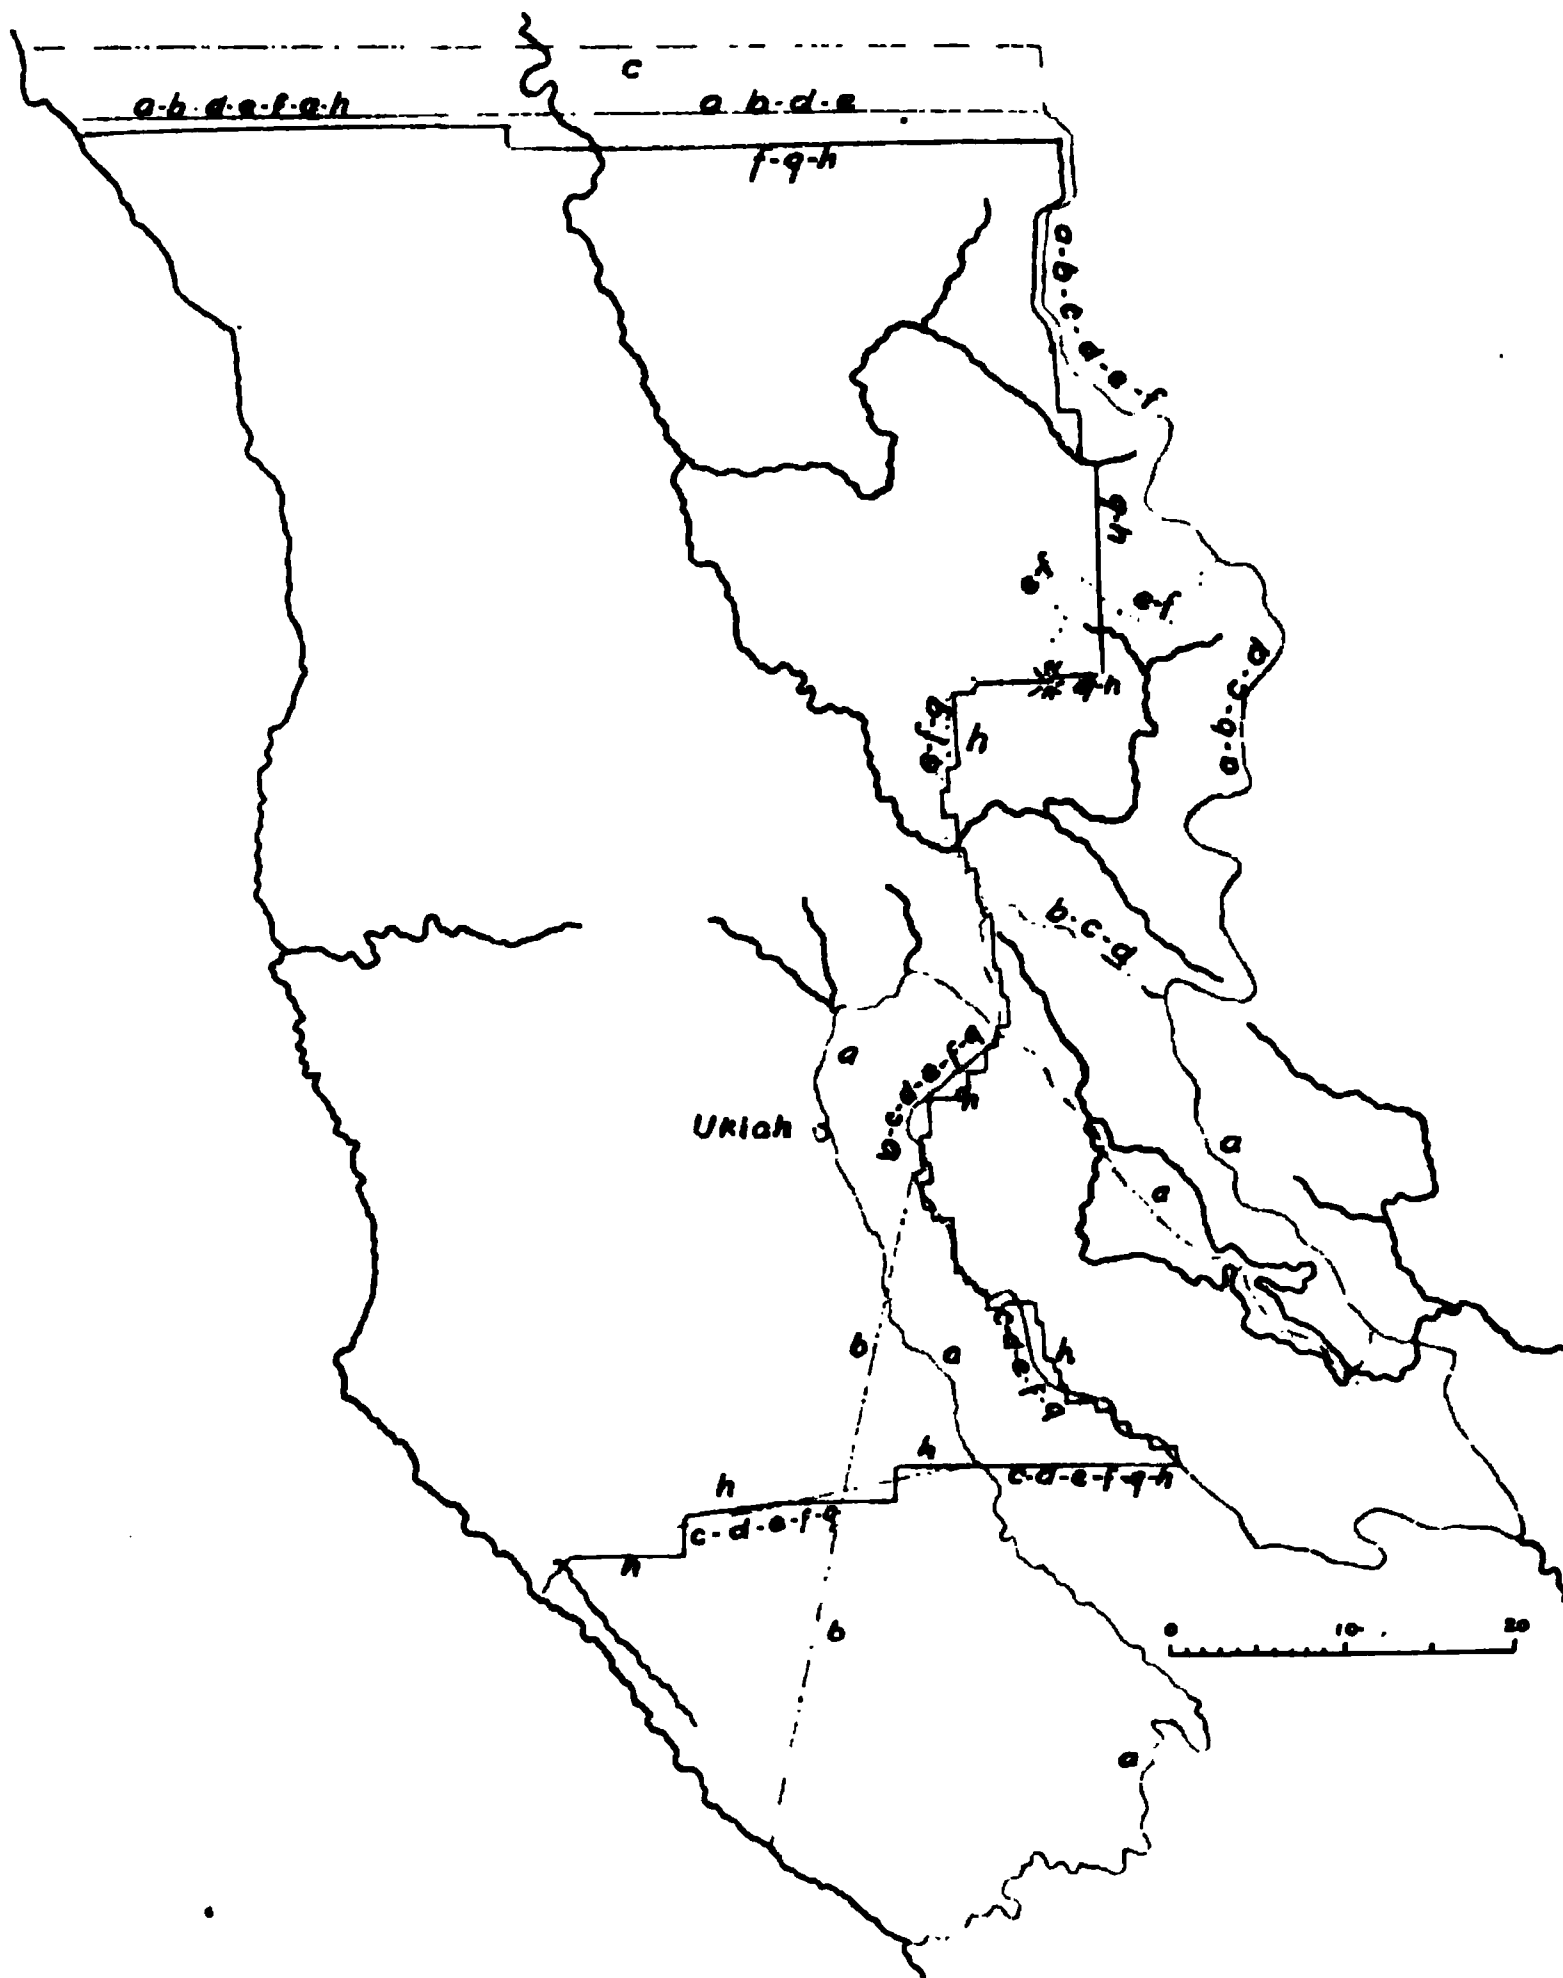 c
a-b-d-e-f-g-h
a b-d-e
f-g-h
a-b-c-d-e-f
g-h
e-f
g-h
a-b-c-d
e-f-g
h
b-c-d
a
b-c-d-e-f-g
h
Ukiah
a
a
b
a
h
h
c-d-e-f-g-h
h
c-d-e-f-g
h
b
0 10 20
a